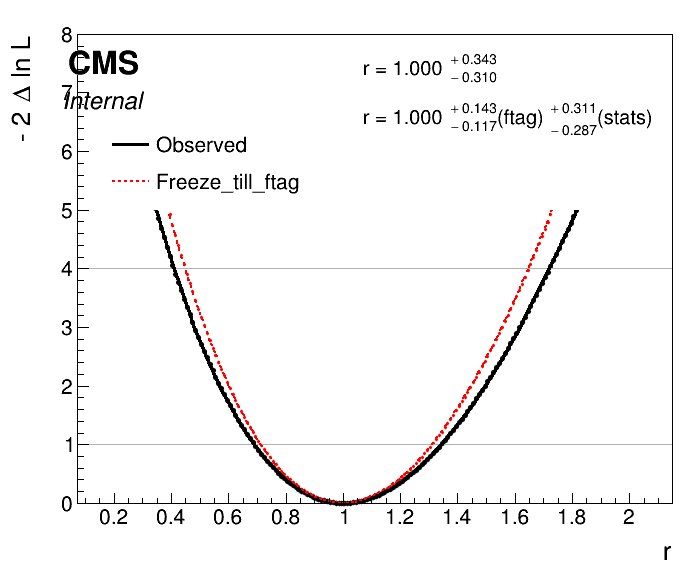 - 2 Δ ln L
8
7
6
5
4
3
2
1
0
CMS
Internal
r = 1.000 + 0.343 − 0.310
r = 1.000 + 0.143 − 0.117 (ftag) + 0.311 − 0.287 (stats)
Observed
Freeze_till_ftag
0.2 0.4 0.6 0.8 1 1.2 1.4 1.6 1.8 2
r